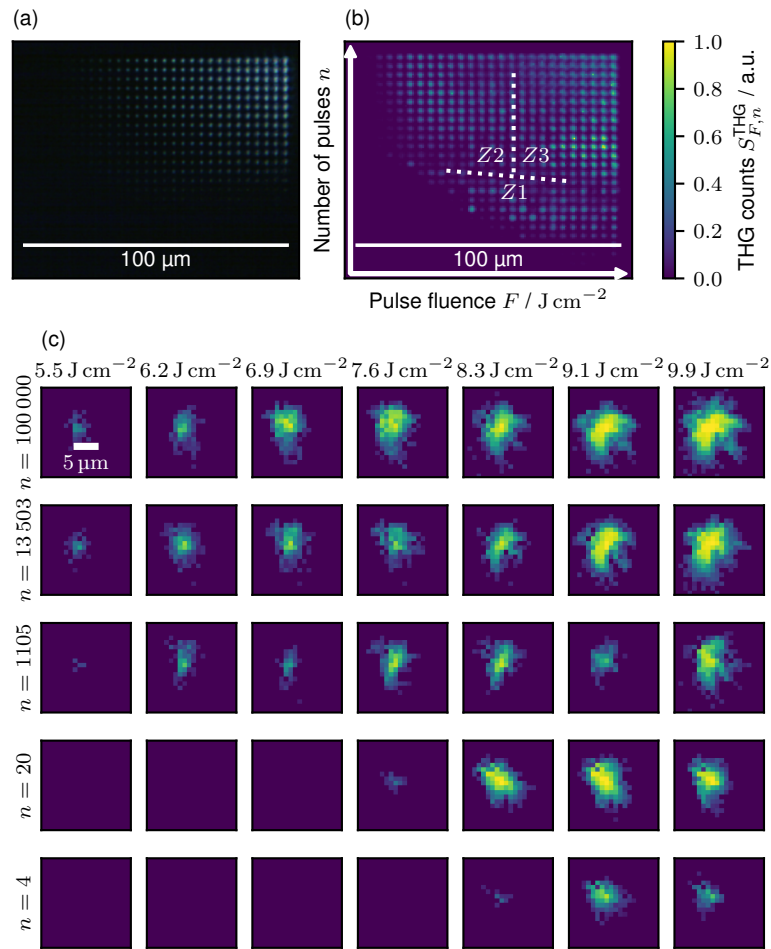 (a)
100 µm
(b)
Number of pulses n
Z2
Z3
Z1
100 µm
Pulse fluence F / J cm⁻²
1.0
0.8
0.6
0.4
0.2
0.0
THG counts S^THG_F,n / a.u.
(c)
5.5 J cm⁻² 6.2 J cm⁻² 6.9 J cm⁻² 7.6 J cm⁻² 8.3 J cm⁻² 9.1 J cm⁻² 9.9 J cm⁻²
n = 100 000
5 µm
n = 13 503
n = 1105
n = 20
n = 4